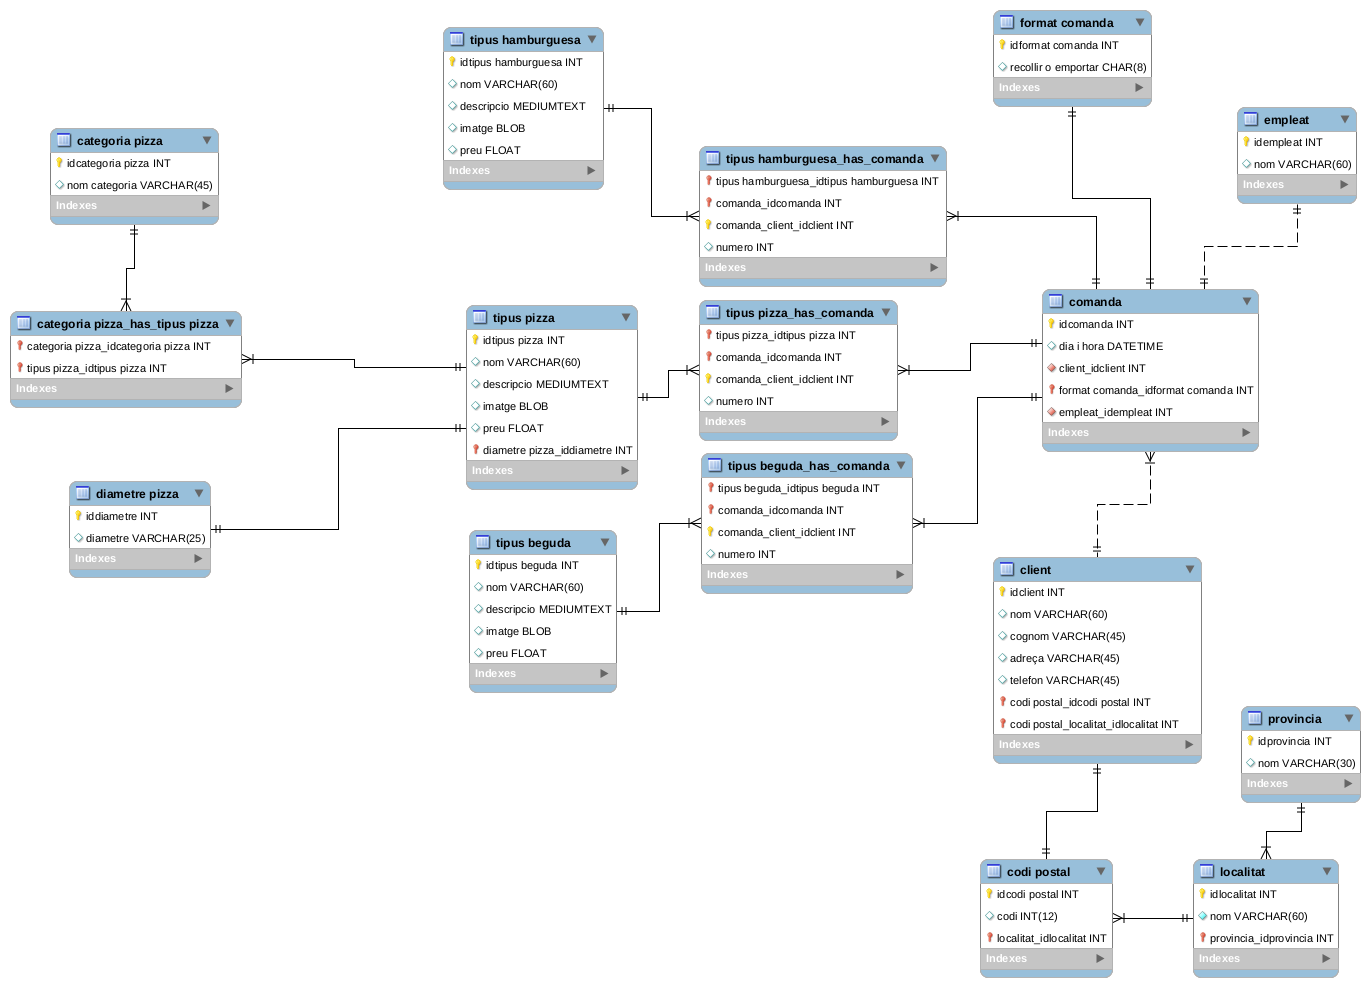 tipus hamburguesa
idtipus hamburguesa INT
nom VARCHAR(60)
descripcio MEDIUMTEXT
imatge BLOB
preu FLOAT
Indexes
format comanda
idformat comanda INT
recollir o emportar CHAR(8)
Indexes
empleat
idempleat INT
nom VARCHAR(60)
Indexes
categoria pizza
idcategoria pizza INT
nom categoria VARCHAR(45)
Indexes
tipus hamburguesa_has_comanda
tipus hamburguesa_idtipus hamburguesa INT
comanda_idcomanda INT
comanda_client_idclient INT
numero INT
Indexes
categoria pizza_has_tipus pizza
categoria pizza_idcategoria pizza INT
tipus pizza_idtipus pizza INT
Indexes
tipus pizza
idtipus pizza INT
nom VARCHAR(60)
descripcio MEDIUMTEXT
imatge BLOB
preu FLOAT
diametre pizza_iddiametre INT
Indexes
tipus pizza_has_comanda
tipus pizza_idtipus pizza INT
comanda_idcomanda INT
comanda_client_idclient INT
numero INT
Indexes
comanda
idcomanda INT
dia i hora DATETIME
client_idclient INT
format comanda_idformat comanda INT
empleat_idempleat INT
Indexes
diametre pizza
iddiametre INT
diametre VARCHAR(25)
Indexes
tipus beguda
idtipus beguda INT
nom VARCHAR(60)
descripcio MEDIUMTEXT
imatge BLOB
preu FLOAT
Indexes
tipus beguda_has_comanda
tipus beguda_idtipus beguda INT
comanda_idcomanda INT
comanda_client_idclient INT
numero INT
Indexes
client
idclient INT
nom VARCHAR(60)
cognom VARCHAR(45)
adreça VARCHAR(45)
telefon VARCHAR(45)
codi postal_idcodi postal INT
codi postal_localitat_idlocalitat INT
Indexes
provincia
idprovincia INT
nom VARCHAR(30)
Indexes
codi postal
idcodi postal INT
codi INT(12)
localitat_idlocalitat INT
Indexes
localitat
idlocalitat INT
nom VARCHAR(60)
provincia_idprovincia INT
Indexes